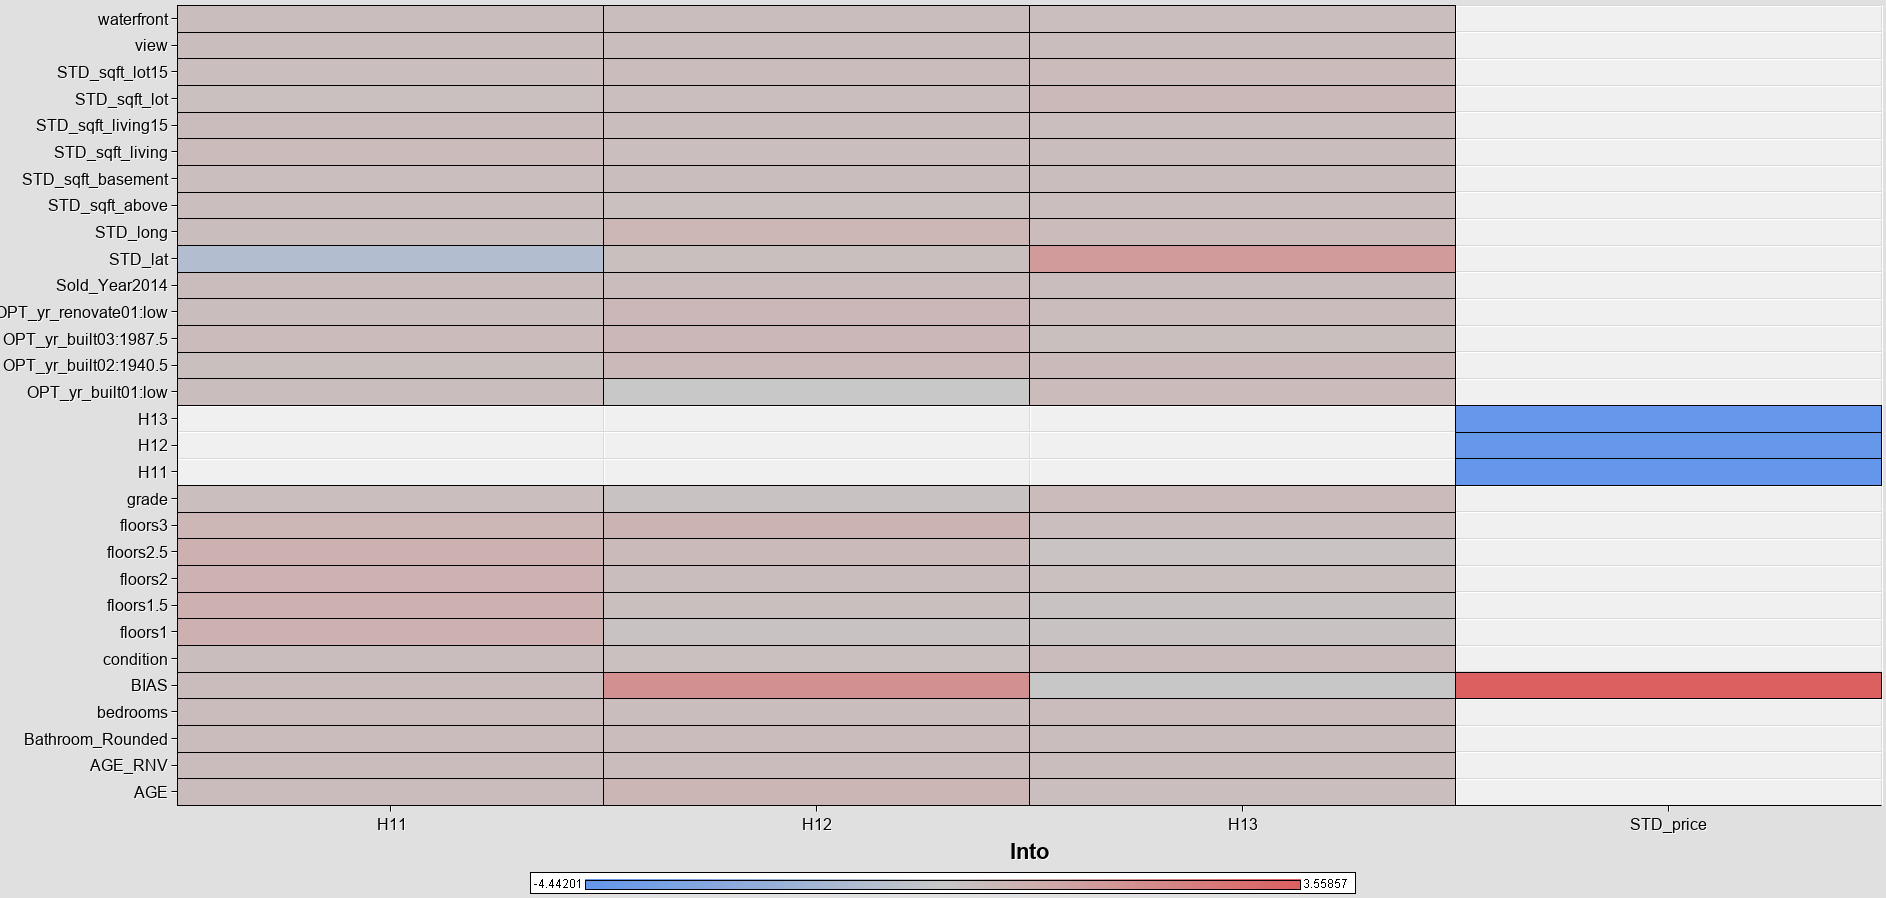 waterfront
view
STD_sqft_lot15
STD_sqft_lot
STD_sqft_living15
STD_sqft_living
STD_sqft_basement
STD_sqft_above
STD_long
STD_lat
Sold_Year2014
OPT_yr_renovate01:low
OPT_yr_built03:1987.5
OPT_yr_built02:1940.5
OPT_yr_built01:low
H13
H12
H11
grade
floors3
floors2.5
floors2
floors1.5
floors1
condition
BIAS
bedrooms
Bathroom_Rounded
AGE_RNV
AGE
H11 H12 H13 STD_price
Into
-4.44201 3.55857